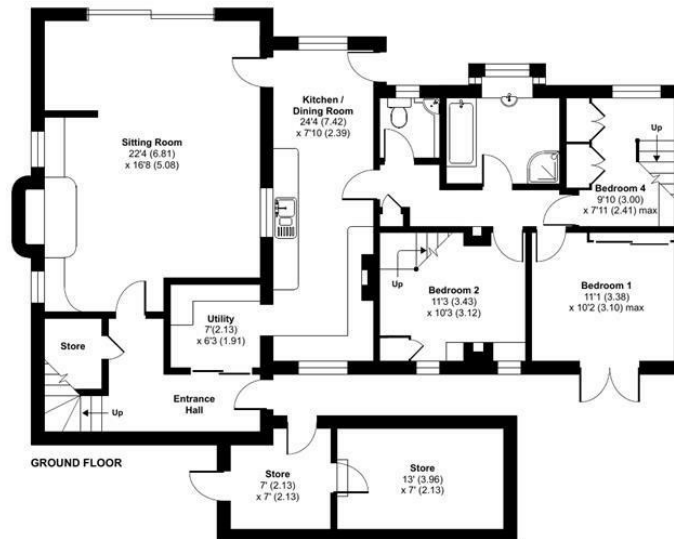 Kitchen /
Dining Room
24'4 (7.42)
x 7'10 (2.39)
Sitting Room
22'4 (6.81)
x 16'8 (5.08)
Up
Bedroom 4
9'10 (3.00)
x 7'11 (2.41) max
Up
Bedroom 2
11'3 (3.43)
x 10'3 (3.12)
Bedroom 1
11'1 (3.38)
x 10'2 (3.10) max
Utility
7'(2.13)
x 6'3 (1.91)
Store
Up
Entrance
Hall
GROUND FLOOR
Store
7' (2.13)
x 7' (2.13)
Store
13' (3.96)
x 7' (2.13)